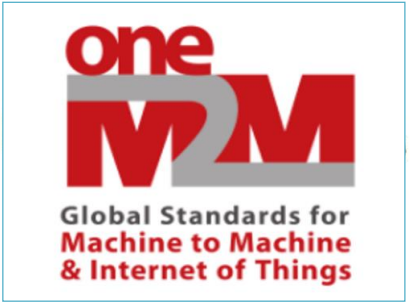 one
M2M
Global Standards for
Machine to Machine
& Internet of Things